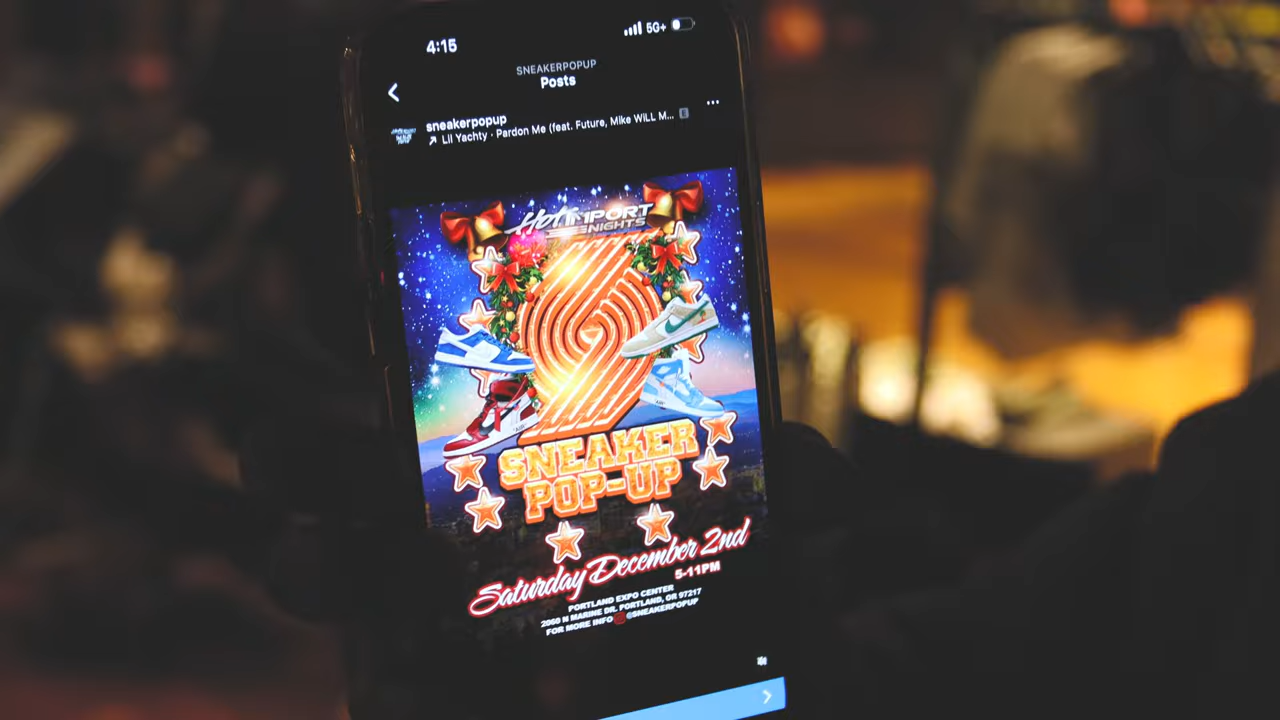 4:15
5G+
SNEAKERPOPUP
Posts
sneakerpopup
Lil Yachty · Pardon Me (feat. Future, Mike WiLL M...
Hot IMPORT
NIGHTS
SNEAKER
POP-UP
Saturday December 2nd
5-11PM
PORTLAND EXPO CENTER
2060 N MARINE DR. PORTLAND, OR 97217
FOR MORE INFO @SNEAKERPOPUP